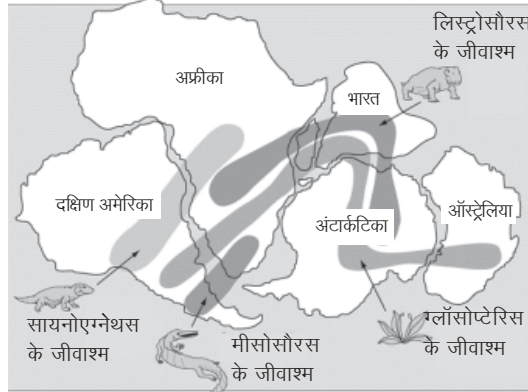 लिस्ट्रोसौरस
के जीवाश्म
अफ्रीका
भारत
दक्षिण अमेरिका
अंटार्कटिका
ऑस्ट्रेलिया
सायनोएग्नेथस
के जीवाश्म
मीसोसौरस
के जीवाश्म
ग्लॉसोप्टेरिस
के जीवाश्म